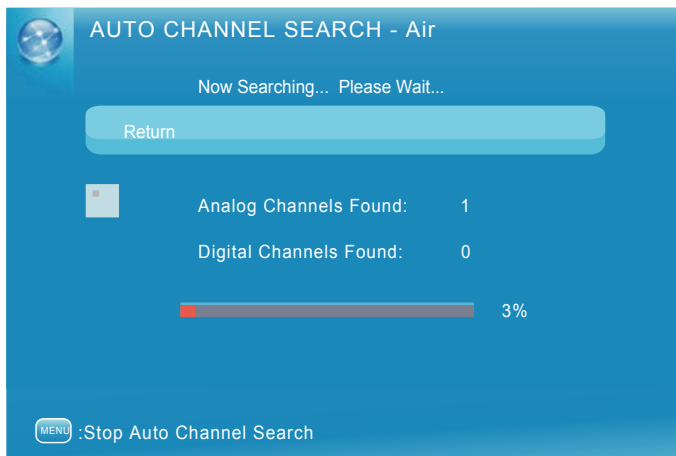 AUTO CHANNEL SEARCH - Air
Now Searching... Please Wait...
Return
Analog Channels Found: 1
Digital Channels Found: 0
3%
MENU :Stop Auto Channel Search